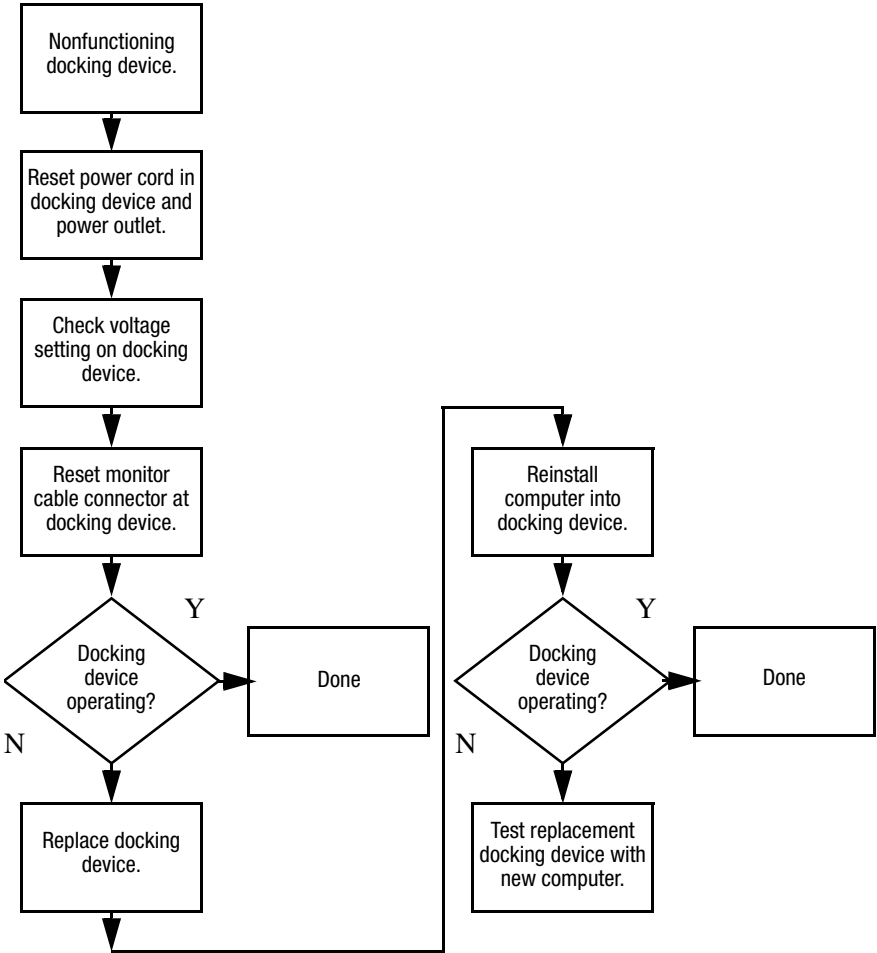 Nonfunctioning
docking device.
Reset power cord in
docking device and
power outlet.
Check voltage
setting on docking
device.
Reset monitor
cable connector at
docking device.
Docking
device
operating?
Y
Done
N
Replace docking
device.
Reinstall
computer into
docking device.
Docking
device
operating?
Y
Done
N
Test replacement
docking device with
new computer.